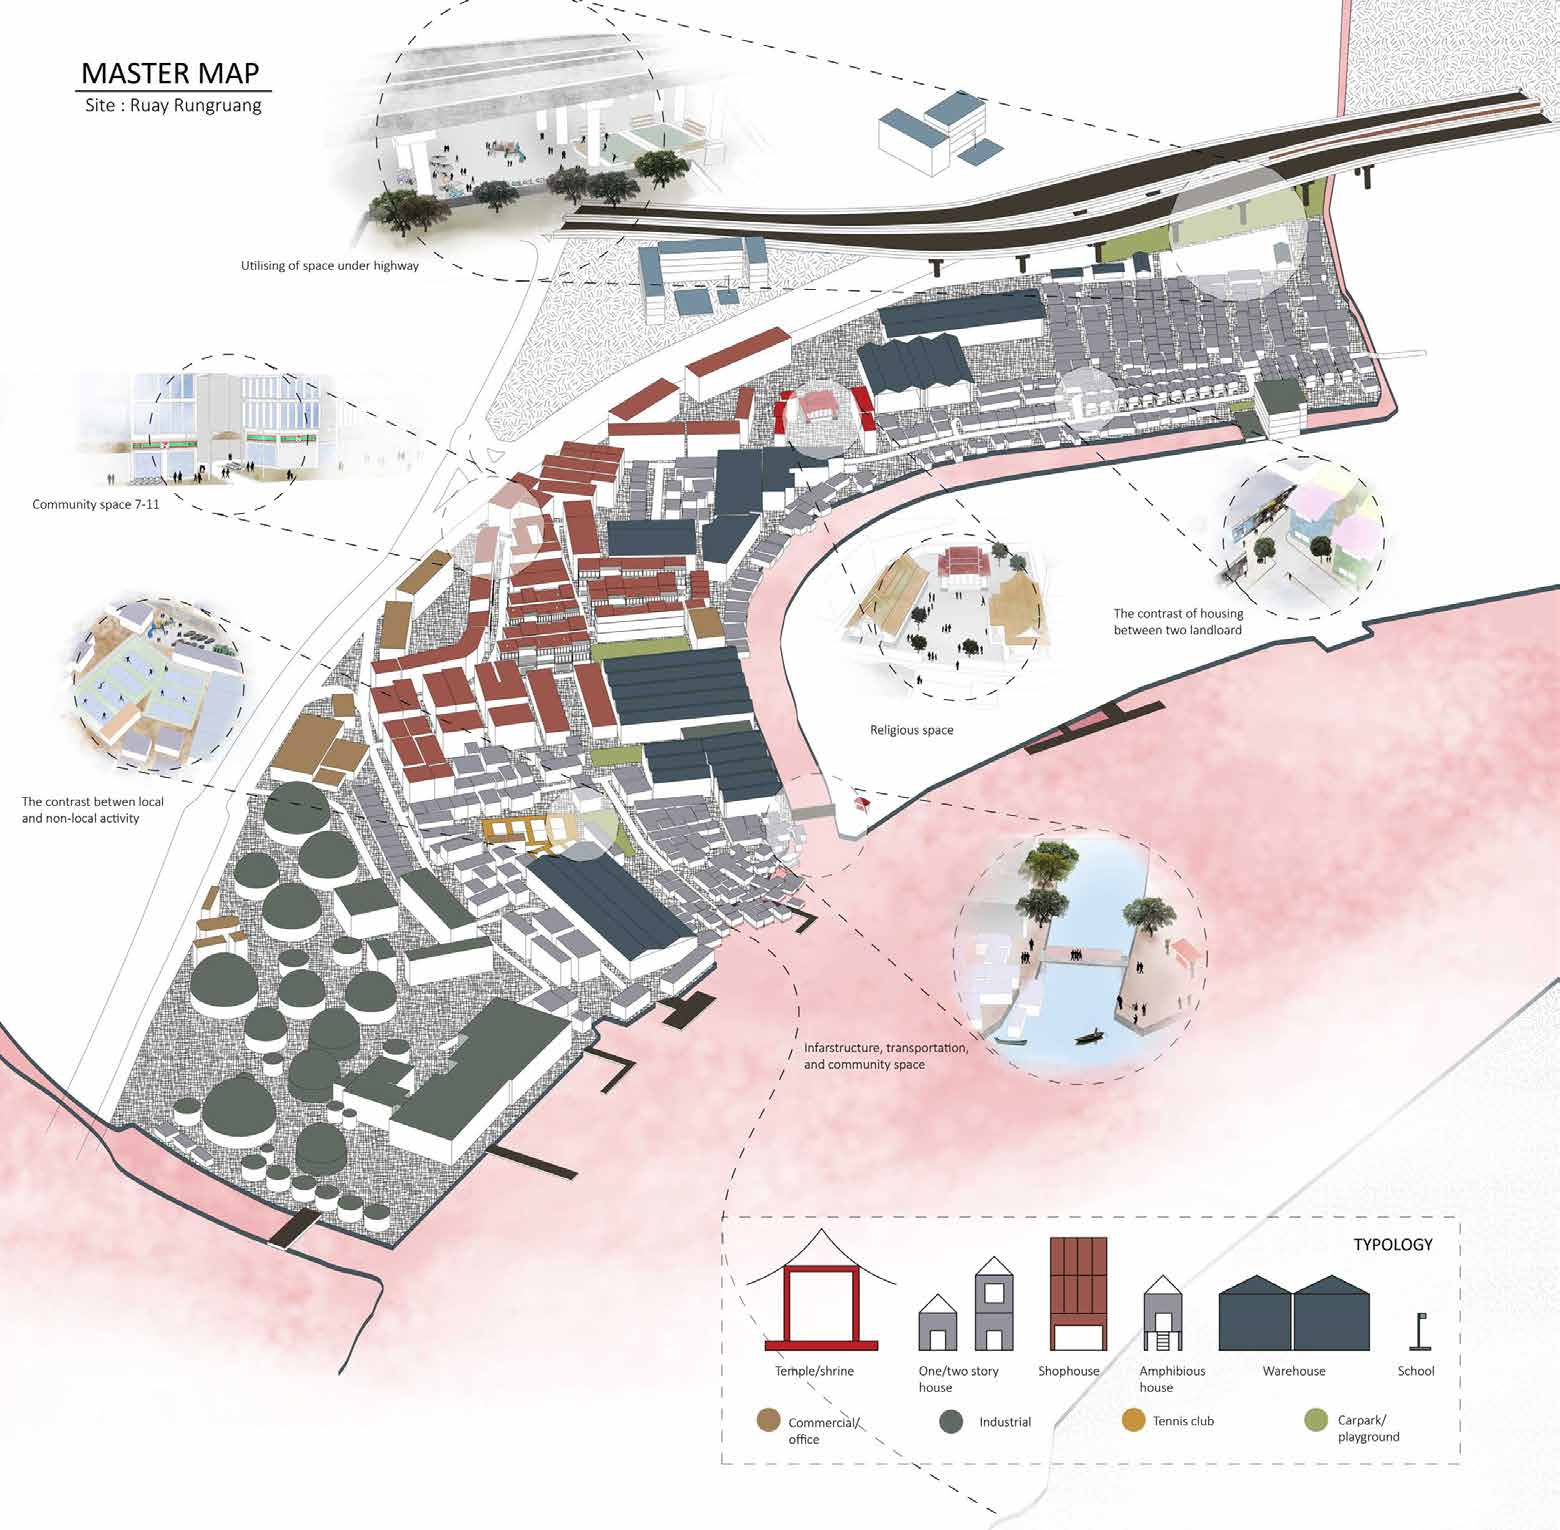 MASTER MAP
Site : Ruay Rungruang
Utilising of space under highway
Community space 7-11
The contrast of housing
between two landloard
Religious space
The contrast betwen local
and non-local activity
Infarstructure, transportation,
and community space
TYPOLOGY
Temple/shrine
One/two story
house
Shophouse
Amphibious
house
Warehouse
School
Commercial/
office
Industrial
Tennis club
Carpark/
playground